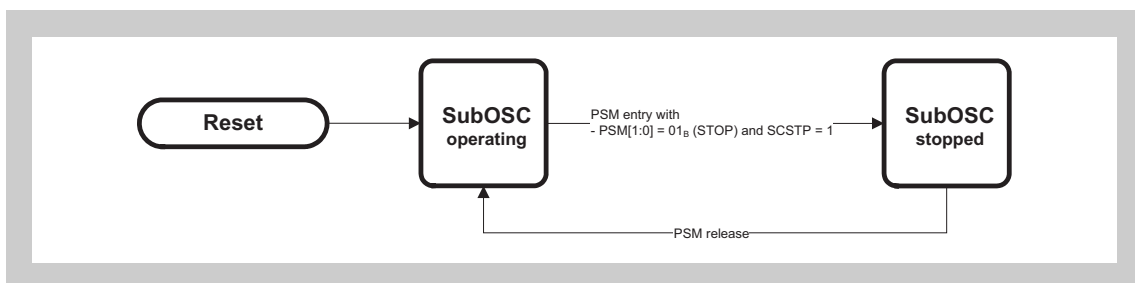 Reset
SubOSC
operating
PSM entry with
- PSM[1:0] = 01B (STOP) and SCSTP = 1
SubOSC
stopped
PSM release